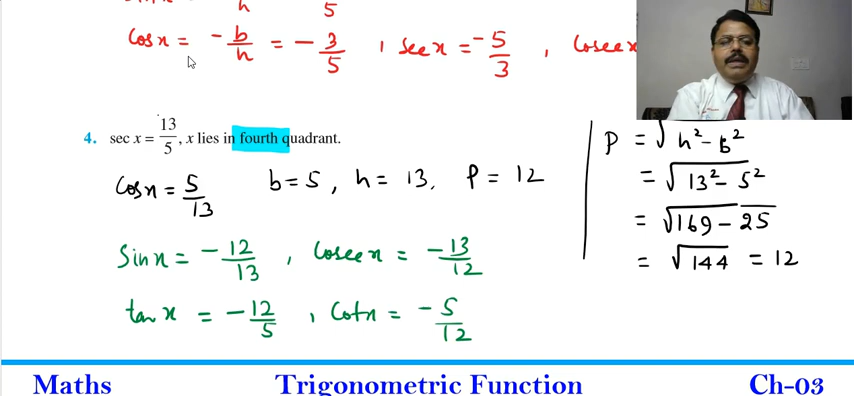 h 5
Cos x = - b/h = - 3/5 , sec x = - 5/3 , Cosec x
4. sec x = 13/5, x lies in fourth quadrant.
Cos x = 5/13 b = 5 , h = 13, P = 12
Sin x = - 12/13 , Cosec x = - 13/12
tan x = - 12/5 , Cot x = - 5/12
P = √h² - b²
= √13² - 5²
= √169 - 25
= √144 = 12
Maths Trigonometric Function Ch-03